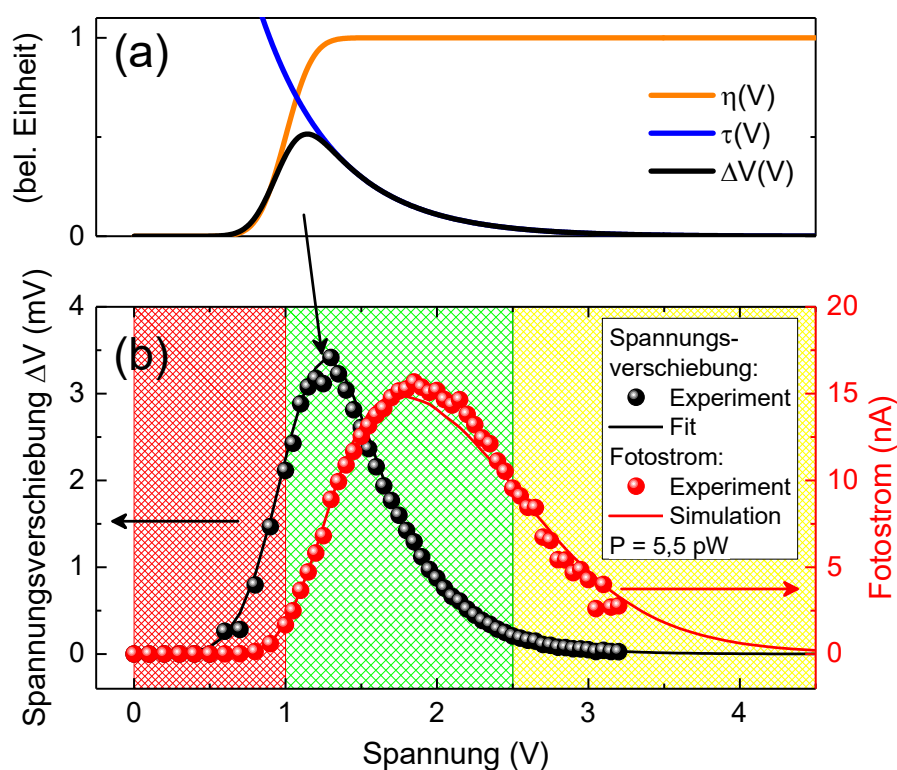 (a)
(bel. Einheit)
1
0
η(V)
τ(V)
ΔV(V)
(b)
Spannungsverschiebung ΔV (mV)
4
3
2
1
0
Spannungs-
verschiebung:
Experiment
Fit
Fotostrom:
Experiment
Simulation
P = 5,5 pW
20
15
10
5
0
Fotostrom (nA)
0 1 2 3 4
Spannung (V)